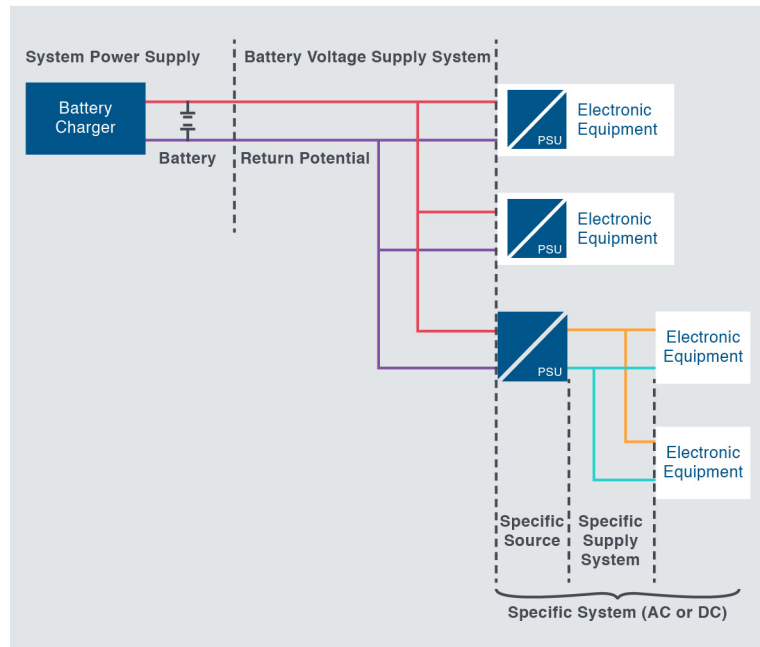 System Power Supply
Battery Voltage Supply System
Battery
Charger
Battery
Return Potential
PSU
Electronic
Equipment
PSU
Electronic
Equipment
PSU
Electronic
Equipment
Electronic
Equipment
Specific
Source
Specific
Supply
System
Specific System (AC or DC)